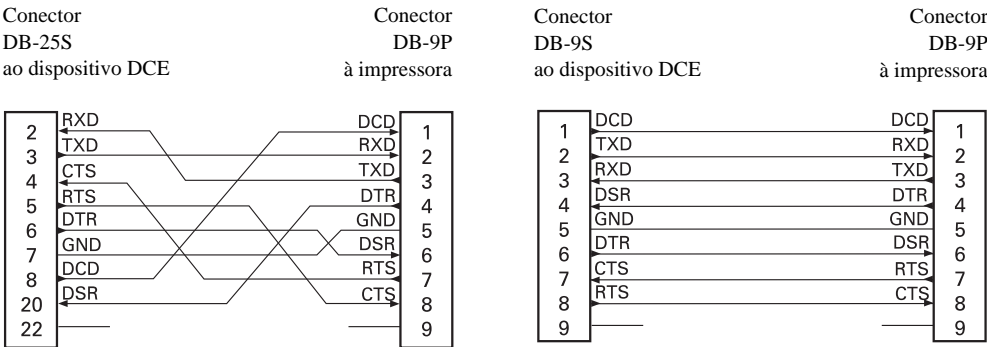 Conector Conector
DB-25S DB-9P
ao dispositivo DCE à impressora
2 RXD DCD 1
3 TXD RXD 2
4 CTS TXD 3
5 RTS DTR 4
6 DTR GND 5
7 GND DSR 6
8 DCD RTS 7
20 DSR CTS 8
22 9
Conector Conector
DB-9S DB-9P
ao dispositivo DCE à impressora
1 DCD DCD 1
2 TXD RXD 2
3 RXD TXD 3
4 DSR DTR 4
5 GND GND 5
6 DTR DSR 6
7 CTS RTS 7
8 RTS CTS 8
9 9